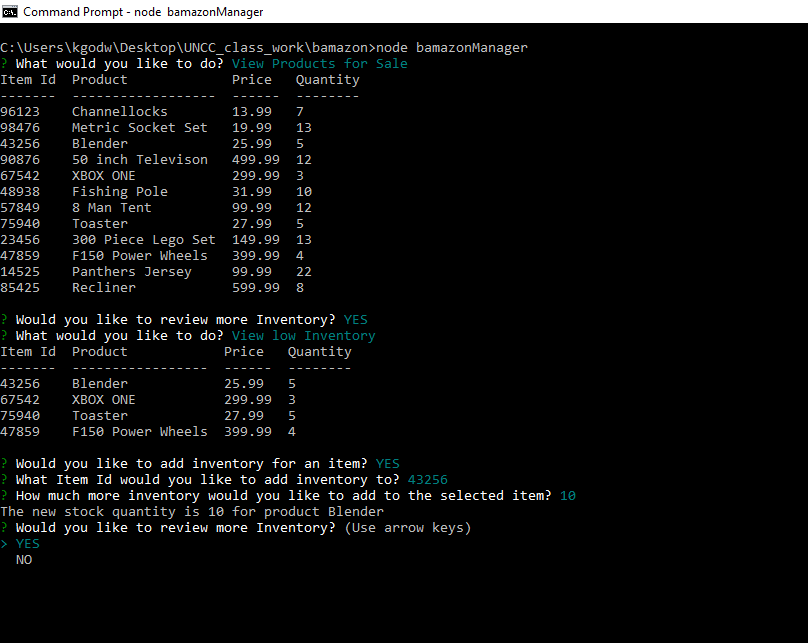 Command Prompt - node bamazonManager
C:\Users\kgodw\Desktop\UNCC_class_work\bamazon>node bamazonManager
? What would you like to do? View Products for Sale
Item Id  Product             Price   Quantity
-------  ------------------  ------  --------
96123    Channellocks        13.99   7
98476    Metric Socket Set   19.99   13
43256    Blender             25.99   5
90876    50 inch Televison   499.99  12
67542    XBOX ONE            299.99  3
48938    Fishing Pole        31.99   10
57849    8 Man Tent          99.99   12
75940    Toaster             27.99   5
23456    300 Piece Lego Set  149.99  13
47859    F150 Power Wheels   399.99  4
14525    Panthers Jersey     99.99   22
85425    Recliner            599.99  8
? Would you like to review more Inventory? YES
? What would you like to do? View low Inventory
Item Id  Product            Price   Quantity
-------  -----------------  ------  --------
43256    Blender            25.99   5
67542    XBOX ONE           299.99  3
75940    Toaster            27.99   5
47859    F150 Power Wheels  399.99  4
? Would you like to add inventory for an item? YES
? What Item Id would you like to add inventory to? 43256
? How much more inventory would you like to add to the selected item? 10
The new stock quantity is 10 for product Blender
? Would you like to review more Inventory? (Use arrow keys)
> YES
  NO